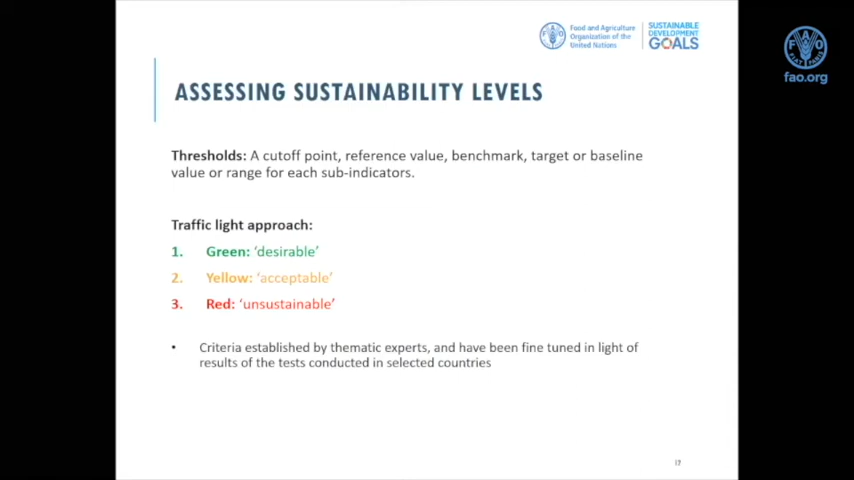 Food and Agriculture
Organization of the
United Nations
SUSTAINABLE
DEVELOPMENT
GOALS
FAO
fao.org
ASSESSING SUSTAINABILITY LEVELS
Thresholds: A cutoff point, reference value, benchmark, target or baseline
value or range for each sub-indicators.
Traffic light approach:
1. Green: ‘desirable’
2. Yellow: ‘acceptable’
3. Red: ‘unsustainable’
• Criteria established by thematic experts, and have been fine tuned in light of
results of the tests conducted in selected countries
17